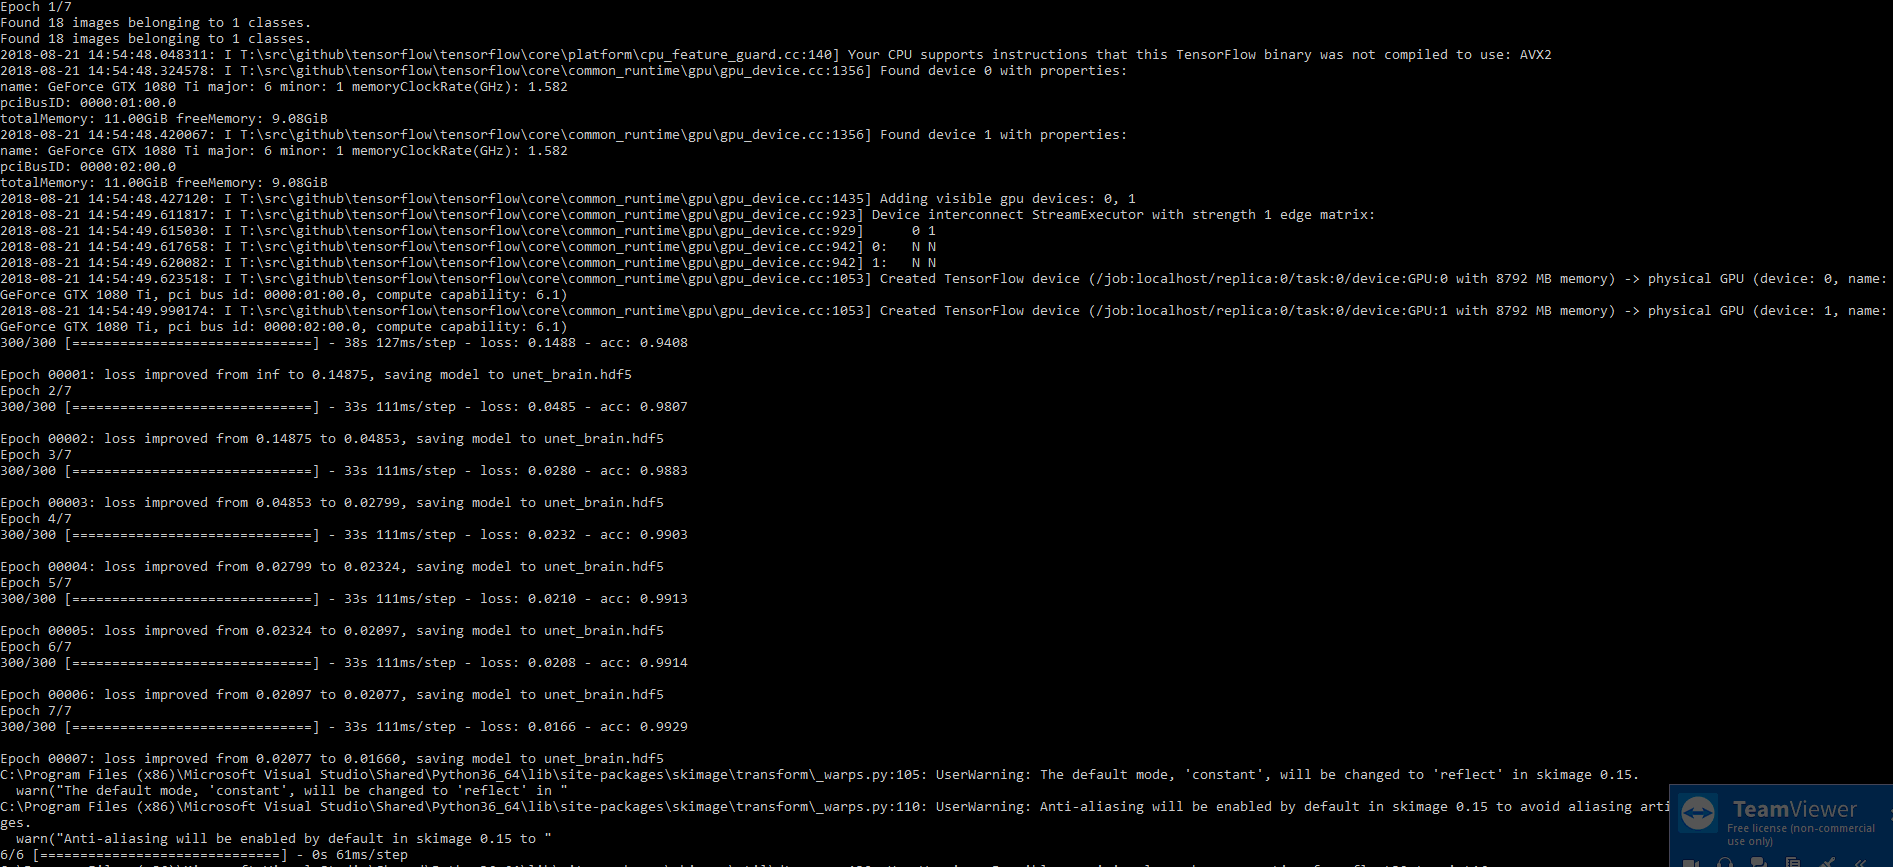 Epoch 1/7
Found 18 images belonging to 1 classes.
Found 18 images belonging to 1 classes.
2018-08-21 14:54:48.048311: I T:\src\github\tensorflow\tensorflow\core\platform\cpu_feature_guard.cc:140] Your CPU supports instructions that this TensorFlow binary was not compiled to use: AVX2
2018-08-21 14:54:48.324578: I T:\src\github\tensorflow\tensorflow\core\common_runtime\gpu\gpu_device.cc:1356] Found device 0 with properties:
name: GeForce GTX 1080 Ti major: 6 minor: 1 memoryClockRate(GHz): 1.582
pciBusID: 0000:01:00.0
totalMemory: 11.00GiB freeMemory: 9.08GiB
2018-08-21 14:54:48.420067: I T:\src\github\tensorflow\tensorflow\core\common_runtime\gpu\gpu_device.cc:1356] Found device 1 with properties:
name: GeForce GTX 1080 Ti major: 6 minor: 1 memoryClockRate(GHz): 1.582
pciBusID: 0000:02:00.0
totalMemory: 11.00GiB freeMemory: 9.08GiB
2018-08-21 14:54:48.427120: I T:\src\github\tensorflow\tensorflow\core\common_runtime\gpu\gpu_device.cc:1435] Adding visible gpu devices: 0, 1
2018-08-21 14:54:49.611817: I T:\src\github\tensorflow\tensorflow\core\common_runtime\gpu\gpu_device.cc:923] Device interconnect StreamExecutor with strength 1 edge matrix:
2018-08-21 14:54:49.615030: I T:\src\github\tensorflow\tensorflow\core\common_runtime\gpu\gpu_device.cc:929]      0 1
2018-08-21 14:54:49.617658: I T:\src\github\tensorflow\tensorflow\core\common_runtime\gpu\gpu_device.cc:942] 0:   N N
2018-08-21 14:54:49.620082: I T:\src\github\tensorflow\tensorflow\core\common_runtime\gpu\gpu_device.cc:942] 1:   N N
2018-08-21 14:54:49.623518: I T:\src\github\tensorflow\tensorflow\core\common_runtime\gpu\gpu_device.cc:1053] Created TensorFlow device (/job:localhost/replica:0/task:0/device:GPU:0 with 8792 MB memory) -> physical GPU (device: 0, name:
GeForce GTX 1080 Ti, pci bus id: 0000:01:00.0, compute capability: 6.1)
2018-08-21 14:54:49.990174: I T:\src\github\tensorflow\tensorflow\core\common_runtime\gpu\gpu_device.cc:1053] Created TensorFlow device (/job:localhost/replica:0/task:0/device:GPU:1 with 8792 MB memory) -> physical GPU (device: 1, name:
GeForce GTX 1080 Ti, pci bus id: 0000:02:00.0, compute capability: 6.1)
300/300 [==============================] - 38s 127ms/step - loss: 0.1488 - acc: 0.9408
Epoch 00001: loss improved from inf to 0.14875, saving model to unet_brain.hdf5
Epoch 2/7
300/300 [==============================] - 33s 111ms/step - loss: 0.0485 - acc: 0.9807
Epoch 00002: loss improved from 0.14875 to 0.04853, saving model to unet_brain.hdf5
Epoch 3/7
300/300 [==============================] - 33s 111ms/step - loss: 0.0280 - acc: 0.9883
Epoch 00003: loss improved from 0.04853 to 0.02799, saving model to unet_brain.hdf5
Epoch 4/7
300/300 [==============================] - 33s 111ms/step - loss: 0.0232 - acc: 0.9903
Epoch 00004: loss improved from 0.02799 to 0.02324, saving model to unet_brain.hdf5
Epoch 5/7
300/300 [==============================] - 33s 111ms/step - loss: 0.0210 - acc: 0.9913
Epoch 00005: loss improved from 0.02324 to 0.02097, saving model to unet_brain.hdf5
Epoch 6/7
300/300 [==============================] - 33s 111ms/step - loss: 0.0208 - acc: 0.9914
Epoch 00006: loss improved from 0.02097 to 0.02077, saving model to unet_brain.hdf5
Epoch 7/7
300/300 [==============================] - 33s 111ms/step - loss: 0.0166 - acc: 0.9929
Epoch 00007: loss improved from 0.02077 to 0.01660, saving model to unet_brain.hdf5
C:\Program Files (x86)\Microsoft Visual Studio\Shared\Python36_64\lib\site-packages\skimage\transform\_warps.py:105: UserWarning: The default mode, 'constant', will be changed to 'reflect' in skimage 0.15.
  warn("The default mode, 'constant', will be changed to 'reflect' in "
C:\Program Files (x86)\Microsoft Visual Studio\Shared\Python36_64\lib\site-packages\skimage\transform\_warps.py:110: UserWarning: Anti-aliasing will be enabled by default in skimage 0.15 to avoid aliasing arti
ges.
  warn("Anti-aliasing will be enabled by default in skimage 0.15 to "
6/6 [==============================] - 0s 61ms/step
TeamViewer
Free license (non-commercial
use only)